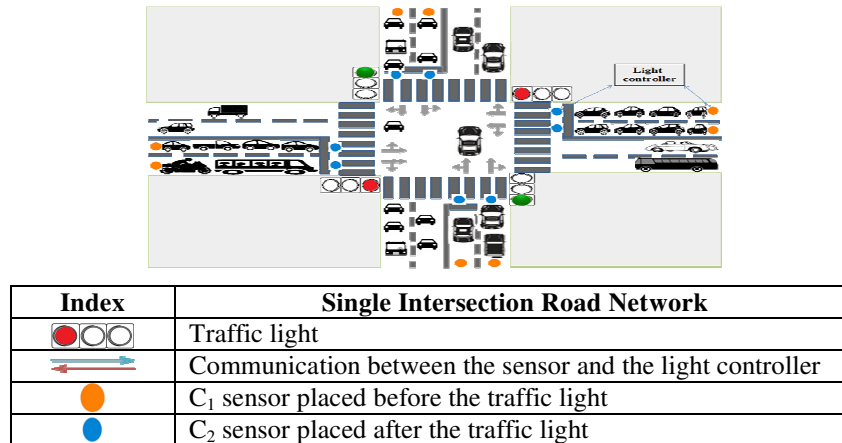 Light
controller
Index Single Intersection Road Network
Traffic light
Communication between the sensor and the light controller
C₁ sensor placed before the traffic light
C₂ sensor placed after the traffic light